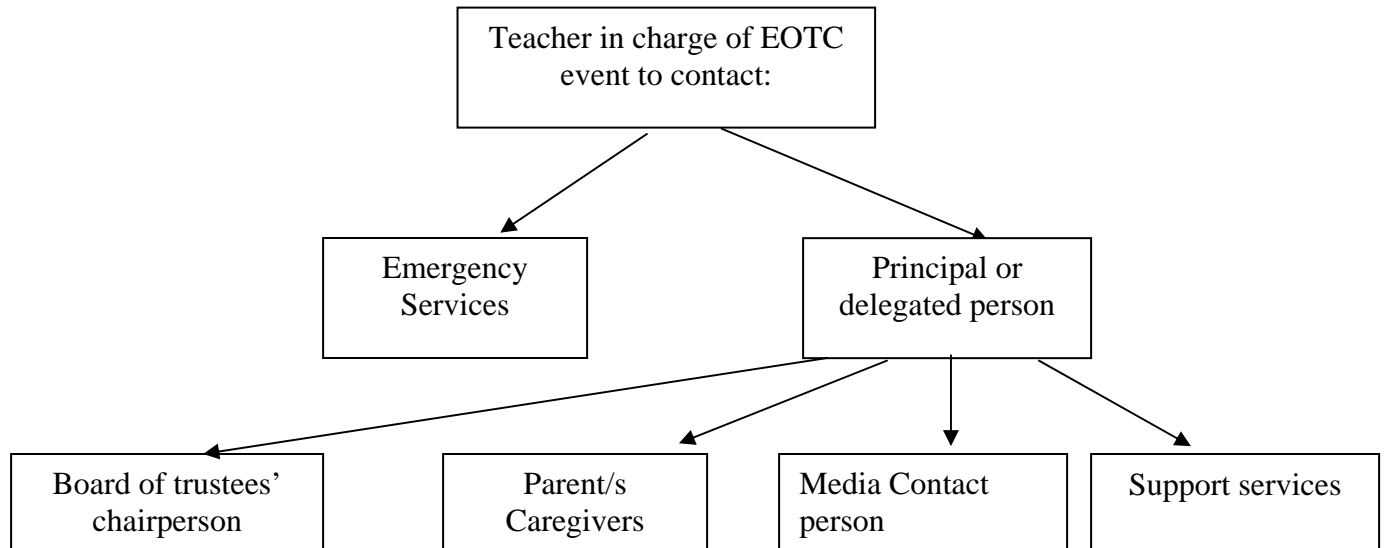 Teacher in charge of EOTC
event to contact:
Emergency
Services
Principal or
delegated person
Board of trustees’
chairperson
Parent/s
Caregivers
Media Contact
person
Support services